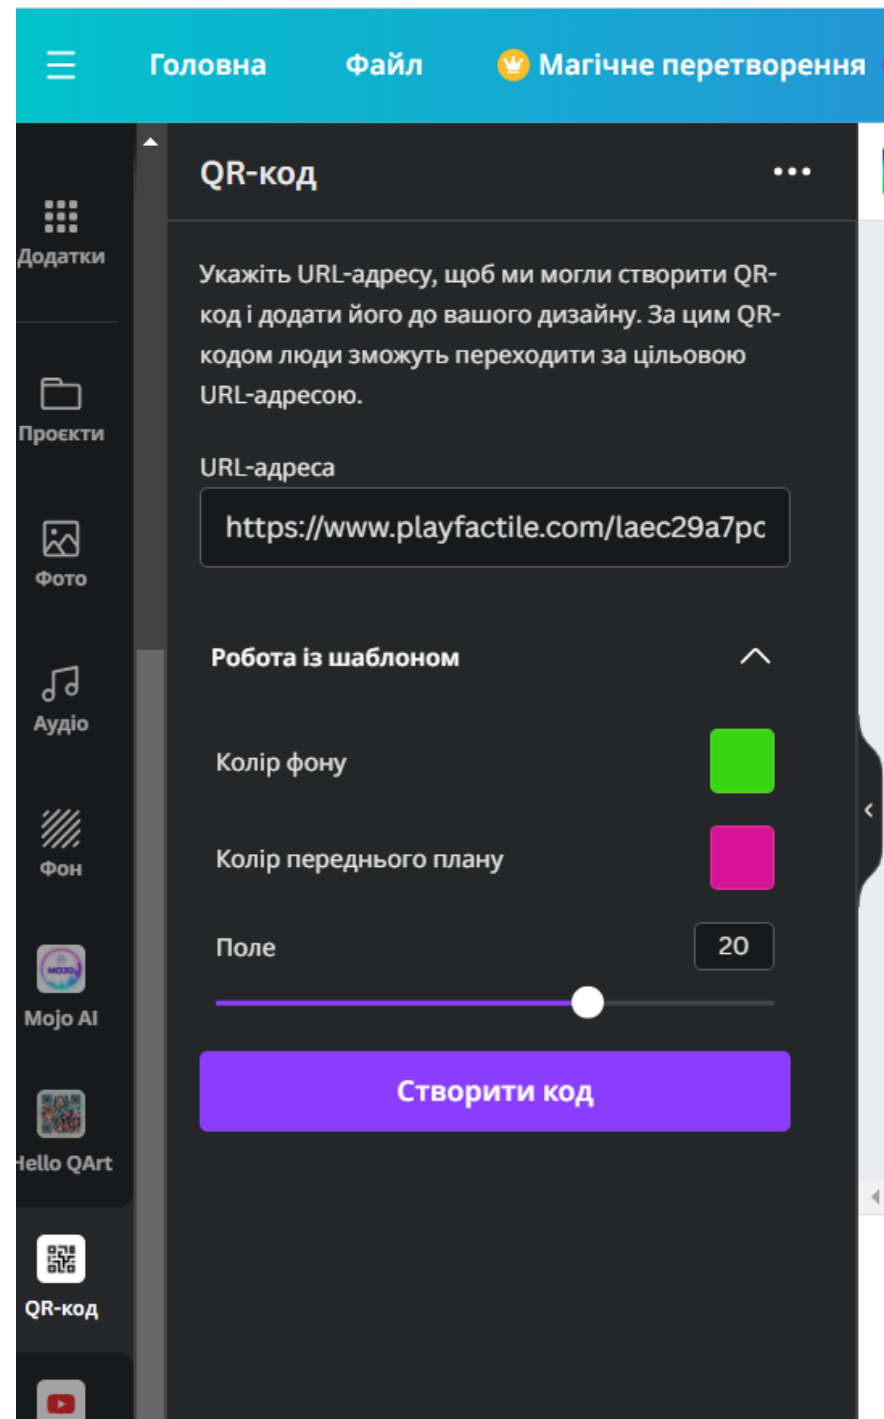 Головна Файл Магічне перетворення
QR-код
Додатки
Укажіть URL-адресу, щоб ми могли створити QR-
код і додати його до вашого дизайну. За цим QR-
кодом люди зможуть переходити за цільовою
URL-адресою.
Проєкти
URL-адреса
https://www.playfactile.com/laec29a7pc
Фото
Робота із шаблоном
Аудіо
Колір фону
Фон
Колір переднього плану
Поле 20
MOJO
Mojo AI
Створити код
Hello QArt
QR-код